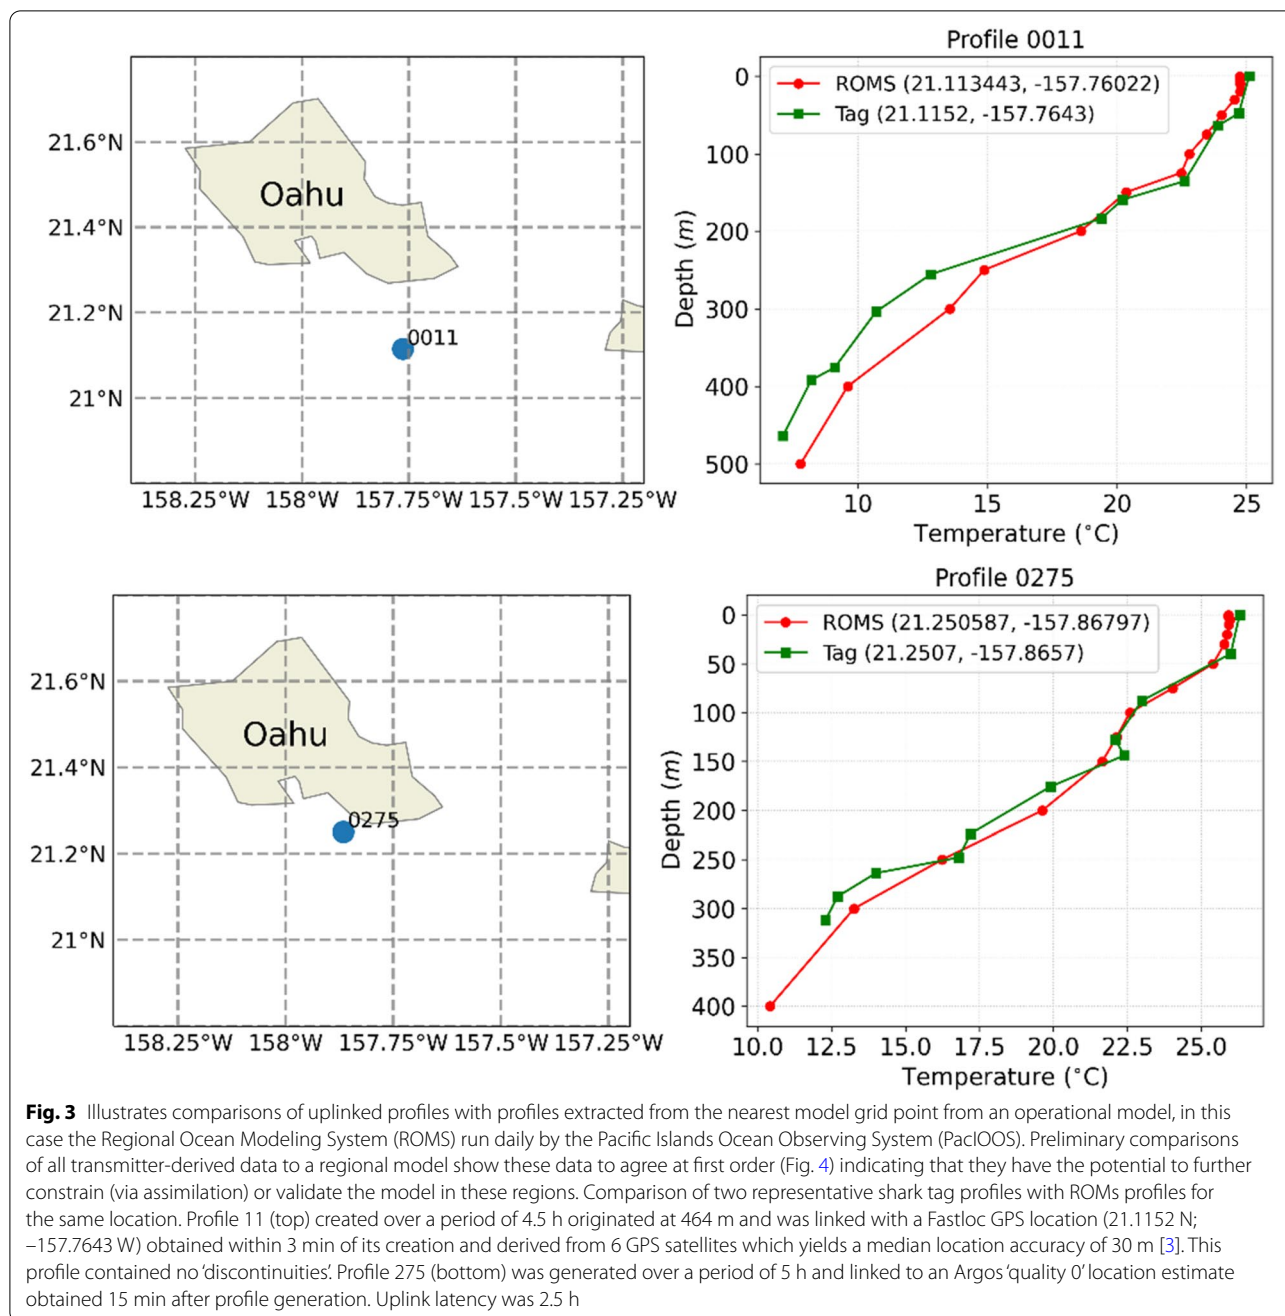 Profile 0011
21.6°N
21.4°N
21.2°N
21°N
Oahu
0011
158.25°W 158°W 157.75°W 157.5°W 157.25°W
ROMS (21.113443, -157.76022)
Tag (21.1152, -157.7643)
0
100
200
300
400
500
Depth (m)
10 15 20 25
Temperature (°C)
Profile 0275
21.6°N
21.4°N
21.2°N
21°N
Oahu
0275
158.25°W 158°W 157.75°W 157.5°W 157.25°W
ROMS (21.250587, -157.86797)
Tag (21.2507, -157.8657)
0
50
100
150
200
250
300
350
400
Depth (m)
10.0 12.5 15.0 17.5 20.0 22.5 25.0
Temperature (°C)
Fig. 3 Illustrates comparisons of uplinked profiles with profiles extracted from the nearest model grid point from an operational model, in this
case the Regional Ocean Modeling System (ROMS) run daily by the Pacific Islands Ocean Observing System (PacIOOS). Preliminary comparisons
of all transmitter-derived data to a regional model show these data to agree at first order (Fig. 4) indicating that they have the potential to further
constrain (via assimilation) or validate the model in these regions. Comparison of two representative shark tag profiles with ROMs profiles for
the same location. Profile 11 (top) created over a period of 4.5 h originated at 464 m and was linked with a Fastloc GPS location (21.1152 N;
–157.7643 W) obtained within 3 min of its creation and derived from 6 GPS satellites which yields a median location accuracy of 30 m [3]. This
profile contained no ‘discontinuities’. Profile 275 (bottom) was generated over a period of 5 h and linked to an Argos ‘quality 0’ location estimate
obtained 15 min after profile generation. Uplink latency was 2.5 h